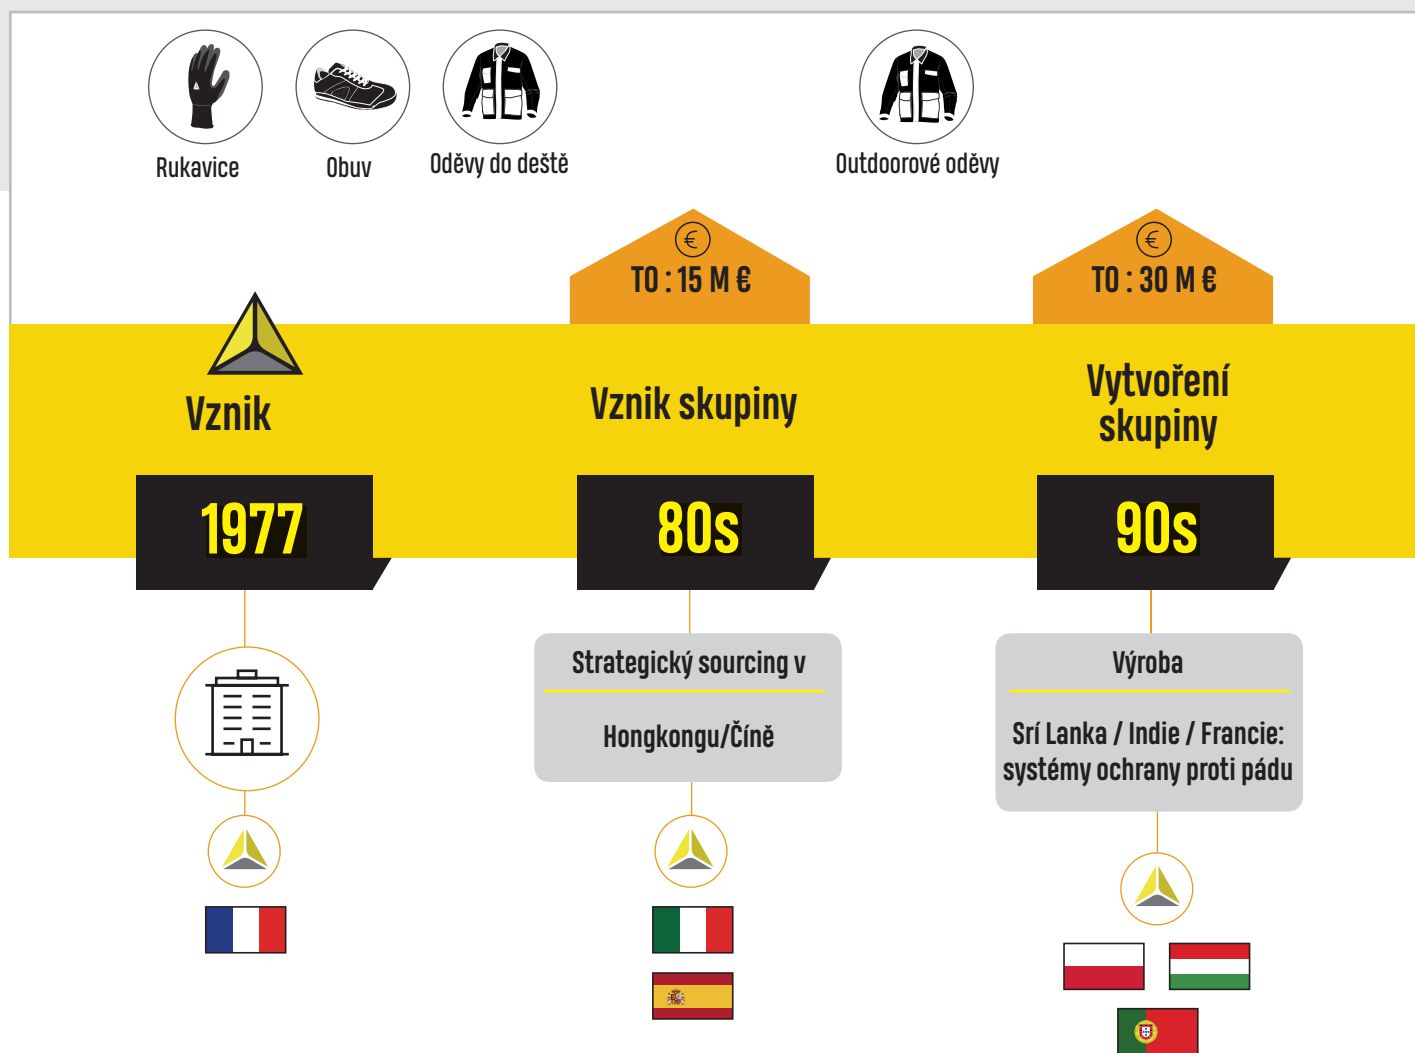 Rukavice
Obuv
Oděvy do deště
Outdoorové oděvy
€
TO : 15 M €
€
TO : 30 M €
Vznik
Vznik skupiny
Vytvoření
skupiny
1977
80s
90s
Strategický sourcing v
Hongkongu/Číně
Výroba
Srí Lanka / Indie / Francie:
systémy ochrany proti pádu